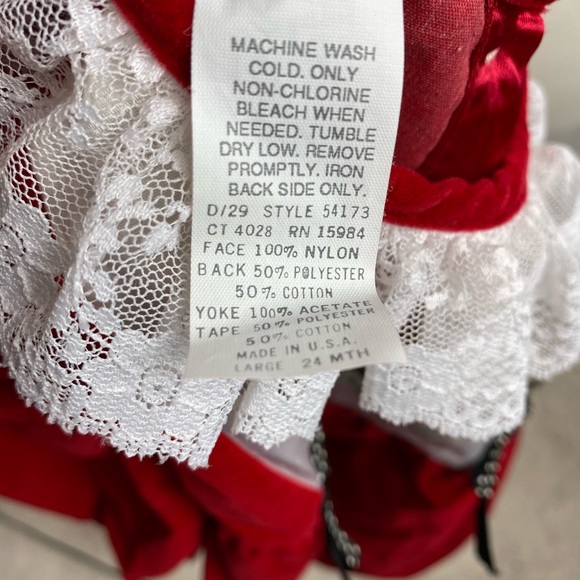 MACHINE WASH
COLD. ONLY
NON-CHLORINE
BLEACH WHEN
NEEDED. TUMBLE
DRY LOW. REMOVE
PROMPTLY. IRON
BACK SIDE ONLY.
D/29 STYLE 54173
CT 4028 RN 15984
FACE 100% NYLON
BACK 50% POLYESTER
50% COTTON
YOKE 100% ACETATE
TAPE 50% POLYESTER
50% COTTON
MADE IN U.S.A.
LARGE 24 MTH